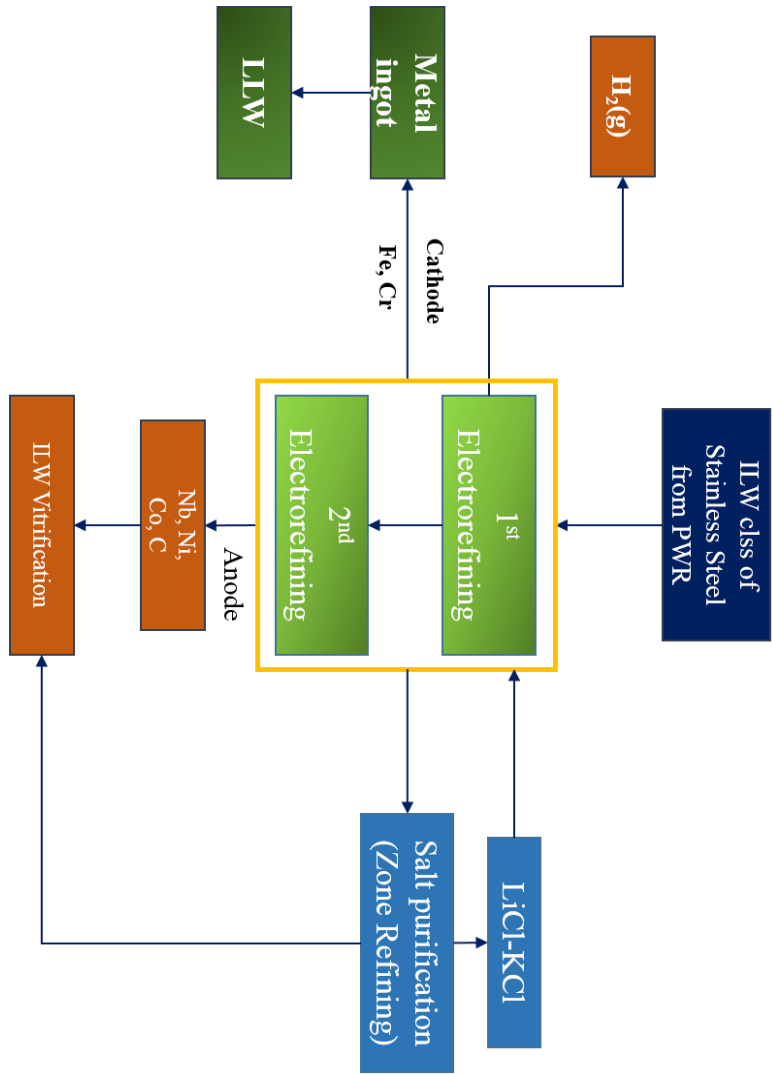 ILW clss of
Stainless Steel
from PWR
H₂(g)
1st
Electrorefining
LiCl-KCl
Metal
ingot
Cathode
Fe, Cr
Salt purification
(Zone Refining)
2nd
Electrorefining
LLW
Anode
Nb, Ni,
Co, C
ILW Vitrification